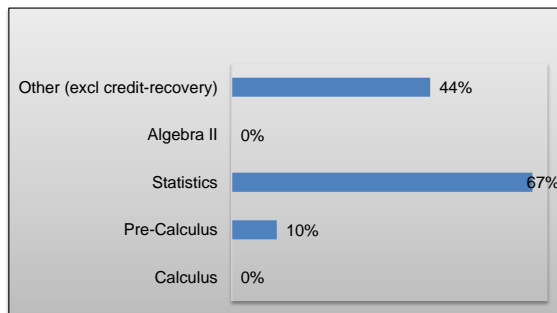 Other (excl credit-recovery) 44%
Algebra II 0%
Statistics 67%
Pre-Calculus 10%
Calculus 0%